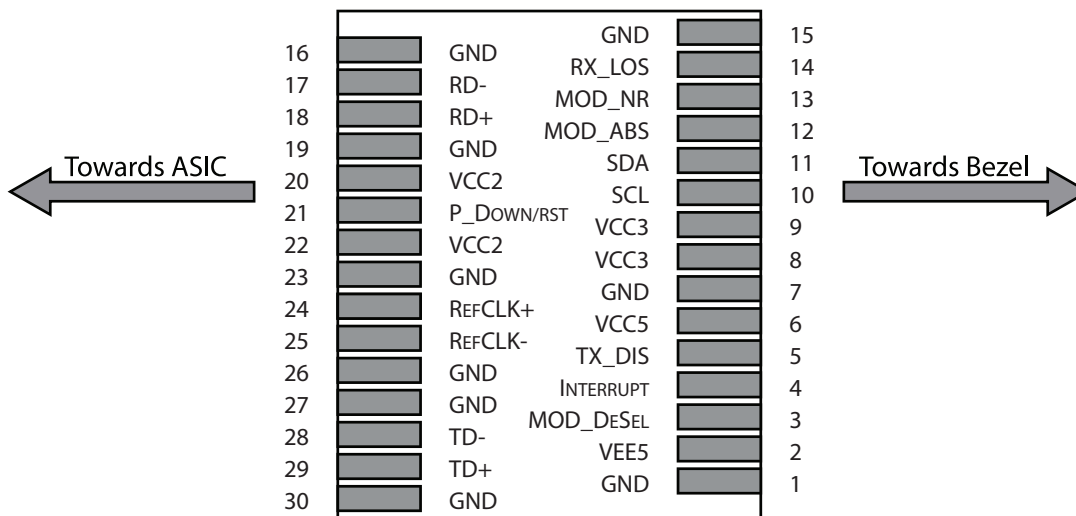 GND 15
16 GND
RX_LOS 14
17 RD-
MOD_NR 13
18 RD+
MOD_ABS 12
19 GND
SDA 11
Towards ASIC
Towards Bezel
20 VCC2
SCL 10
21 P_DOWN/RST
VCC3 9
22 VCC2
VCC3 8
23 GND
GND 7
24 REFCLK+
VCC5 6
25 REFCLK-
TX_DIS 5
26 GND
INTERRUPT 4
27 GND
MOD_DESEL 3
28 TD-
VEE5 2
29 TD+
GND 1
30 GND